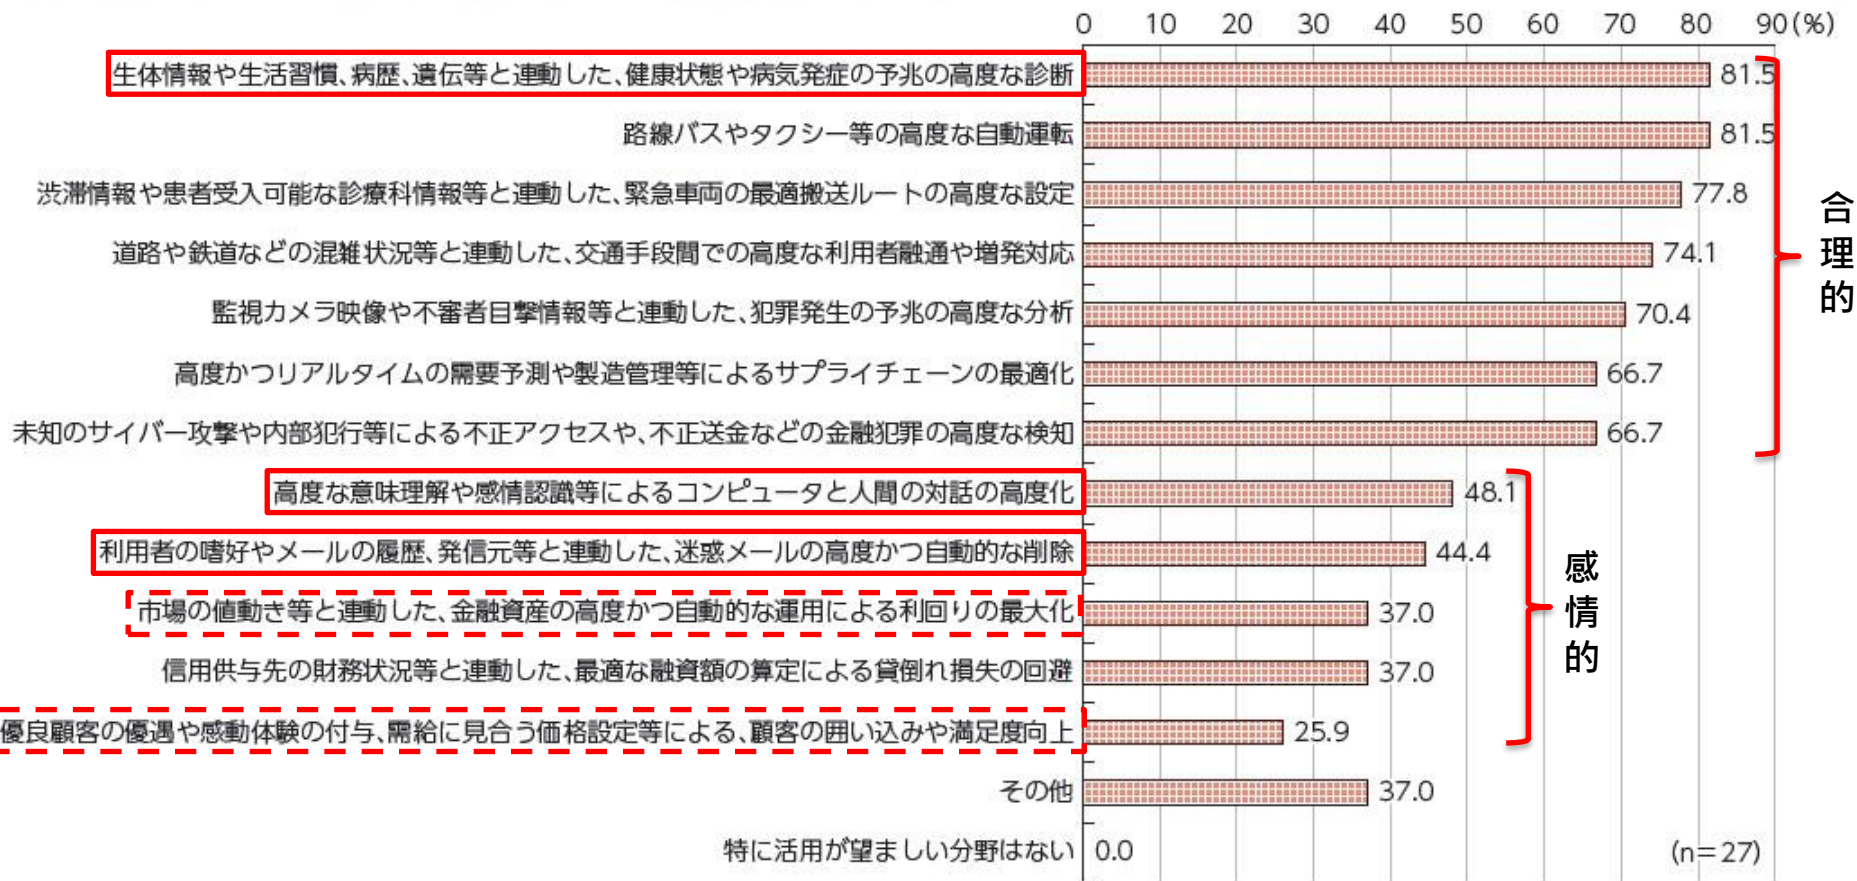 0 10 20 30 40 50 60 70 80 90(%)
生体情報や生活習慣、病歴、遺伝等と連動した、健康状態や病気発症の予兆の高度な診断 81.5
路線バスやタクシー等の高度な自動運転 81.5
渋滞情報や患者受入可能な診療科情報等と連動した、緊急車両の最適搬送ルートの高度な設定 77.8
道路や鉄道などの混雑状況等と連動した、交通手段間での高度な利用者融通や増発対応 74.1
監視カメラ映像や不審者目撃情報等と連動した、犯罪発生の予兆の高度な分析 70.4
高度かつリアルタイムの需要予測や製造管理等によるサプライチェーンの最適化 66.7
未知のサイバー攻撃や内部犯行等による不正アクセスや、不正送金などの金融犯罪の高度な検知 66.7
合理的
高度な意味理解や感情認識等によるコンピュータと人間の対話の高度化 48.1
利用者の嗜好やメールの履歴、発信元等と連動した、迷惑メールの高度かつ自動的な削除 44.4
市場の値動き等と連動した、金融資産の高度かつ自動的な運用による利回りの最大化 37.0
信用供与先の財務状況等と連動した、最適な融資額の算定による貸倒れ損失の回避 37.0
優良顧客の優遇や感動体験の付与、需給に見合う価格設定等による、顧客の囲い込みや満足度向上 25.9
感情的
その他 37.0
特に活用が望ましい分野はない 0.0
(n=27)